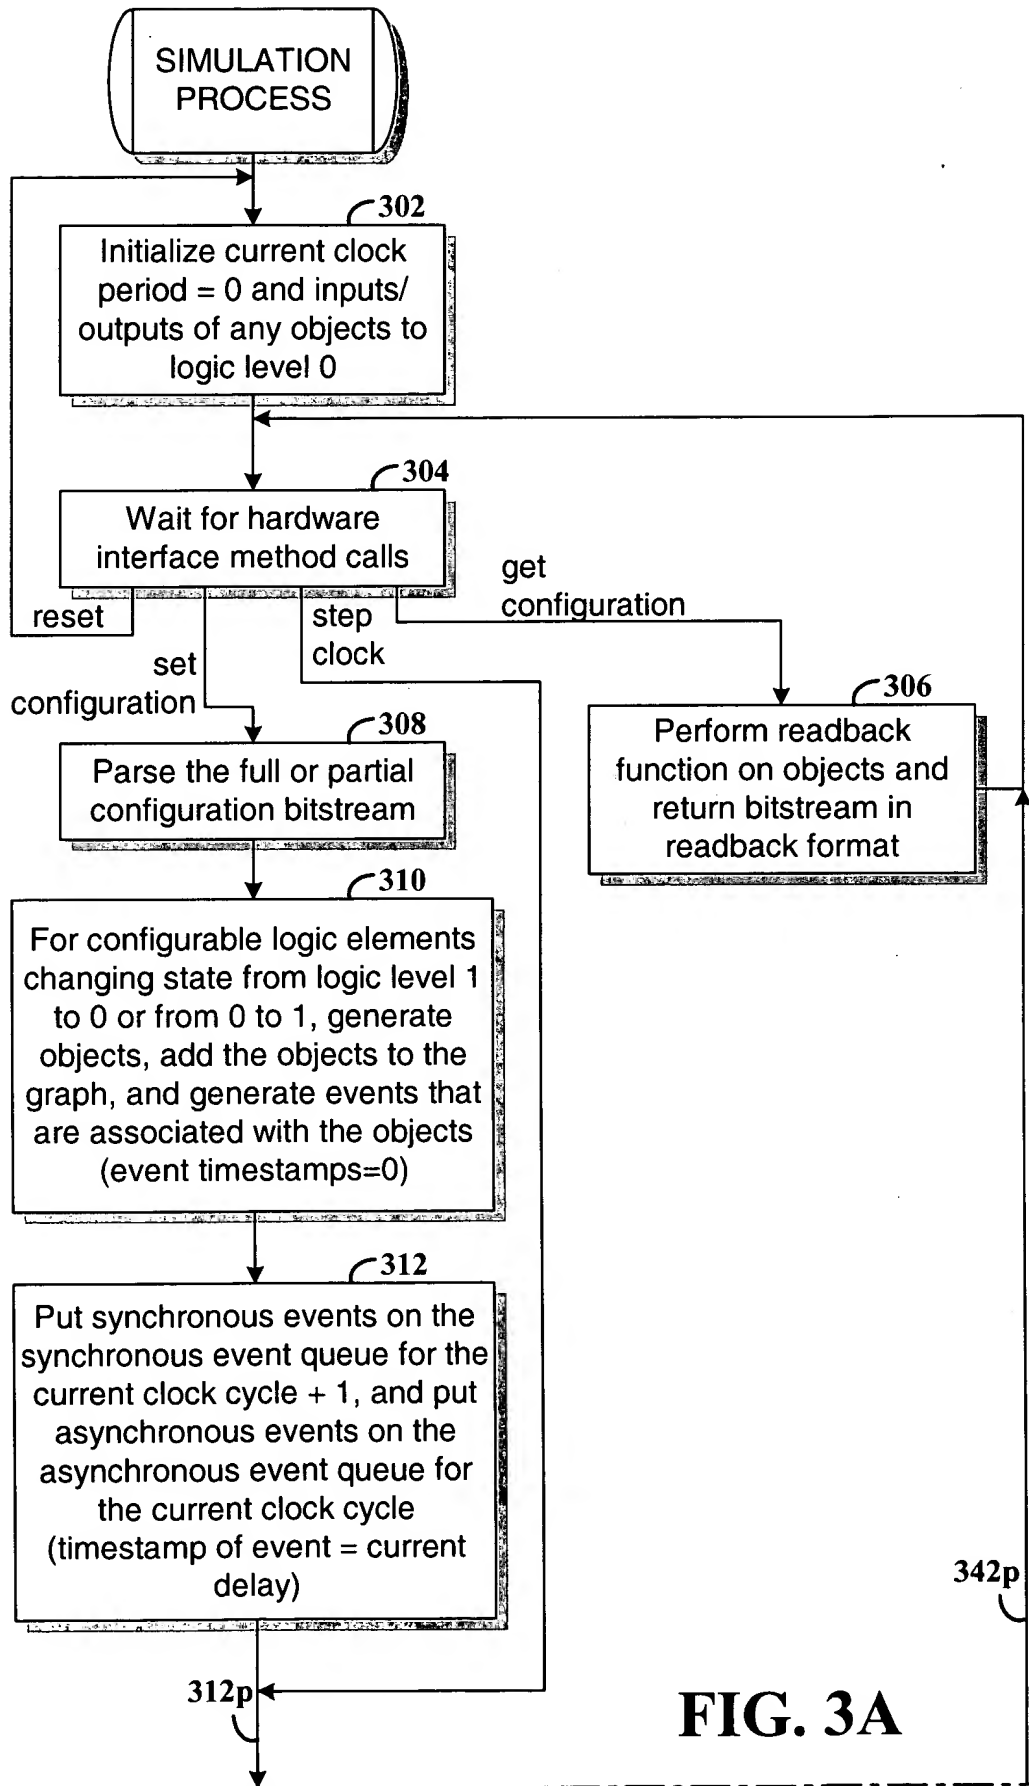 SIMULATION
PROCESS
302
Initialize current clock
period = 0 and inputs/
outputs of any objects to
logic level 0
304
Wait for hardware
interface method calls
reset
set
configuration
step
clock
get
configuration
306
Perform readback
function on objects and
return bitstream in
readback format
308
Parse the full or partial
configuration bitstream
310
For configurable logic elements
changing state from logic level 1
to 0 or from 0 to 1, generate
objects, add the objects to the
graph, and generate events that
are associated with the objects
(event timestamps=0)
312
Put synchronous events on the
synchronous event queue for the
current clock cycle + 1, and put
asynchronous events on the
asynchronous event queue for
the current clock cycle
(timestamp of event = current
delay)
342p
312p
FIG. 3A